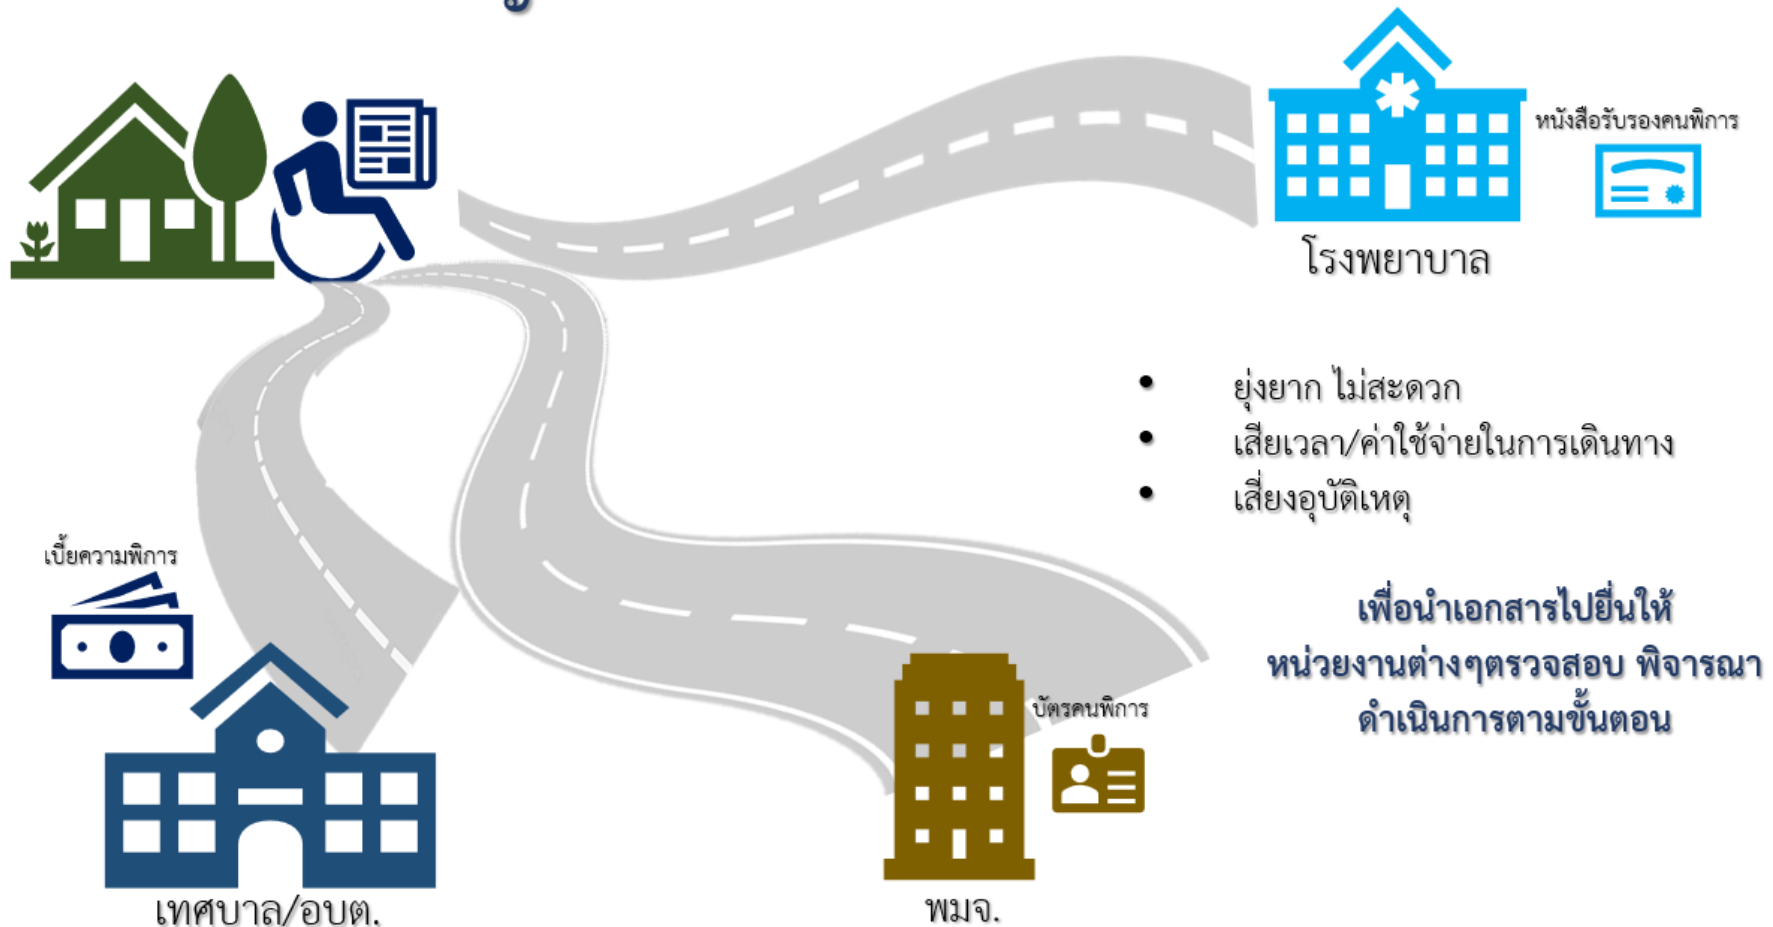 หนังสือรับรองคนพิการ
โรงพยาบาล
• ยุ่งยาก ไม่สะดวก
• เสียเวลา/ค่าใช้จ่ายในการเดินทาง
• เสี่ยงอุบัติเหตุ
เบี้ยความพิการ
เพื่อนำเอกสารไปยื่นให้
หน่วยงานต่างๆตรวจสอบ พิจารณา
ดำเนินการตามขั้นตอน
บัตรคนพิการ
เทศบาล/อบต.
พมจ.